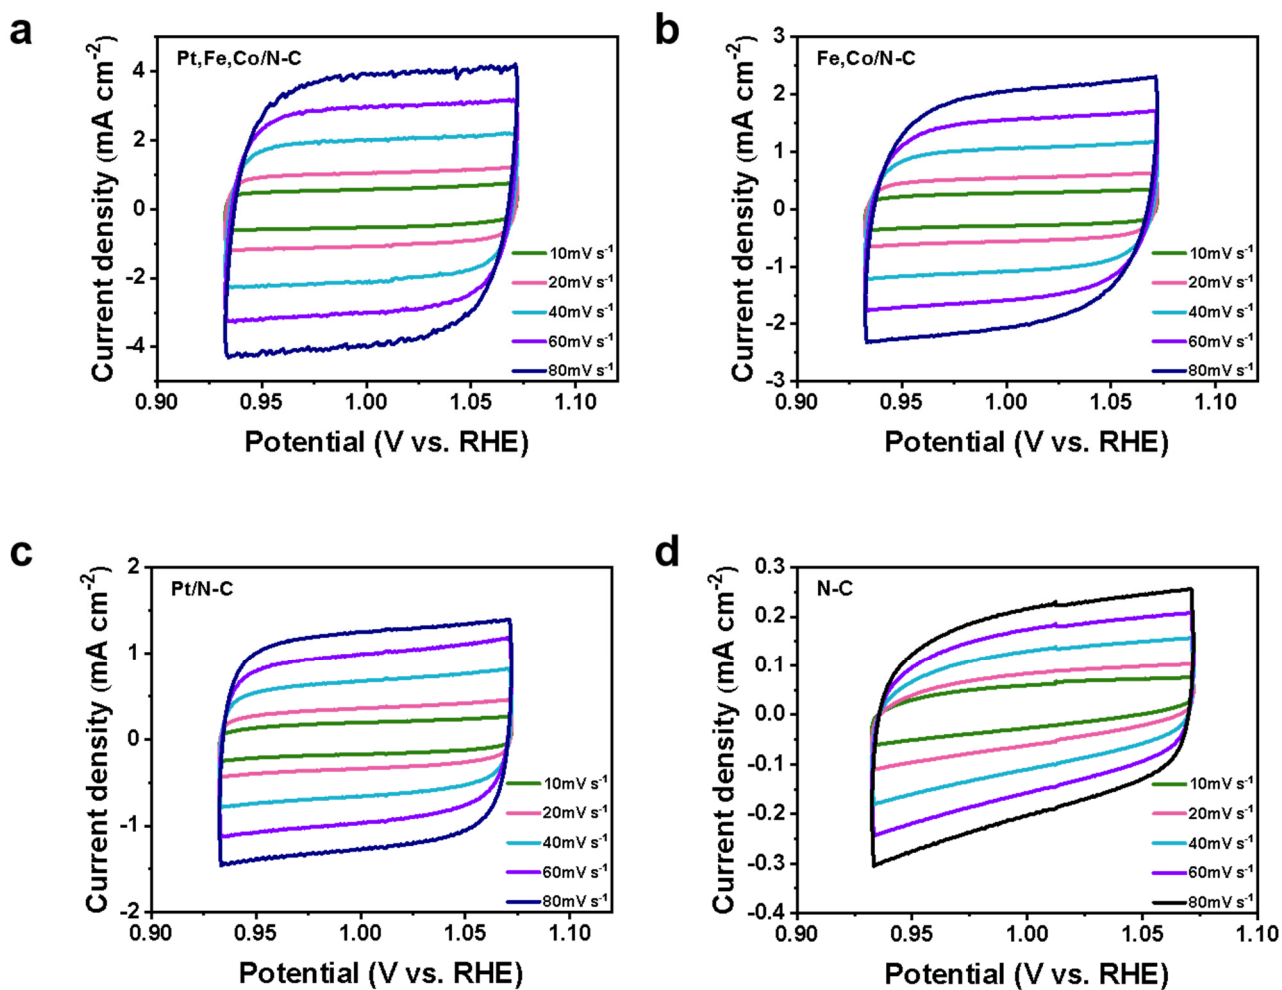 a
Pt,Fe,Co/N-C
4
2
0
-2
-4
Current density (mA cm⁻²)
10mV s⁻¹
20mV s⁻¹
40mV s⁻¹
60mV s⁻¹
80mV s⁻¹
0.90 0.95 1.00 1.05 1.10
Potential (V vs. RHE)
b
Fe,Co/N-C
3
2
1
0
-1
-2
-3
Current density (mA cm⁻²)
10mV s⁻¹
20mV s⁻¹
40mV s⁻¹
60mV s⁻¹
80mV s⁻¹
0.90 0.95 1.00 1.05 1.10
Potential (V vs. RHE)
c
Pt/N-C
2
1
0
-1
-2
Current density (mA cm⁻²)
10mV s⁻¹
20mV s⁻¹
40mV s⁻¹
60mV s⁻¹
80mV s⁻¹
0.90 0.95 1.00 1.05 1.10
Potential (V vs. RHE)
d
N-C
0.3
0.2
0.1
0.0
-0.1
-0.2
-0.3
-0.4
Current density (mA cm⁻²)
10mV s⁻¹
20mV s⁻¹
40mV s⁻¹
60mV s⁻¹
80mV s⁻¹
0.90 0.95 1.00 1.05 1.10
Potential (V vs. RHE)